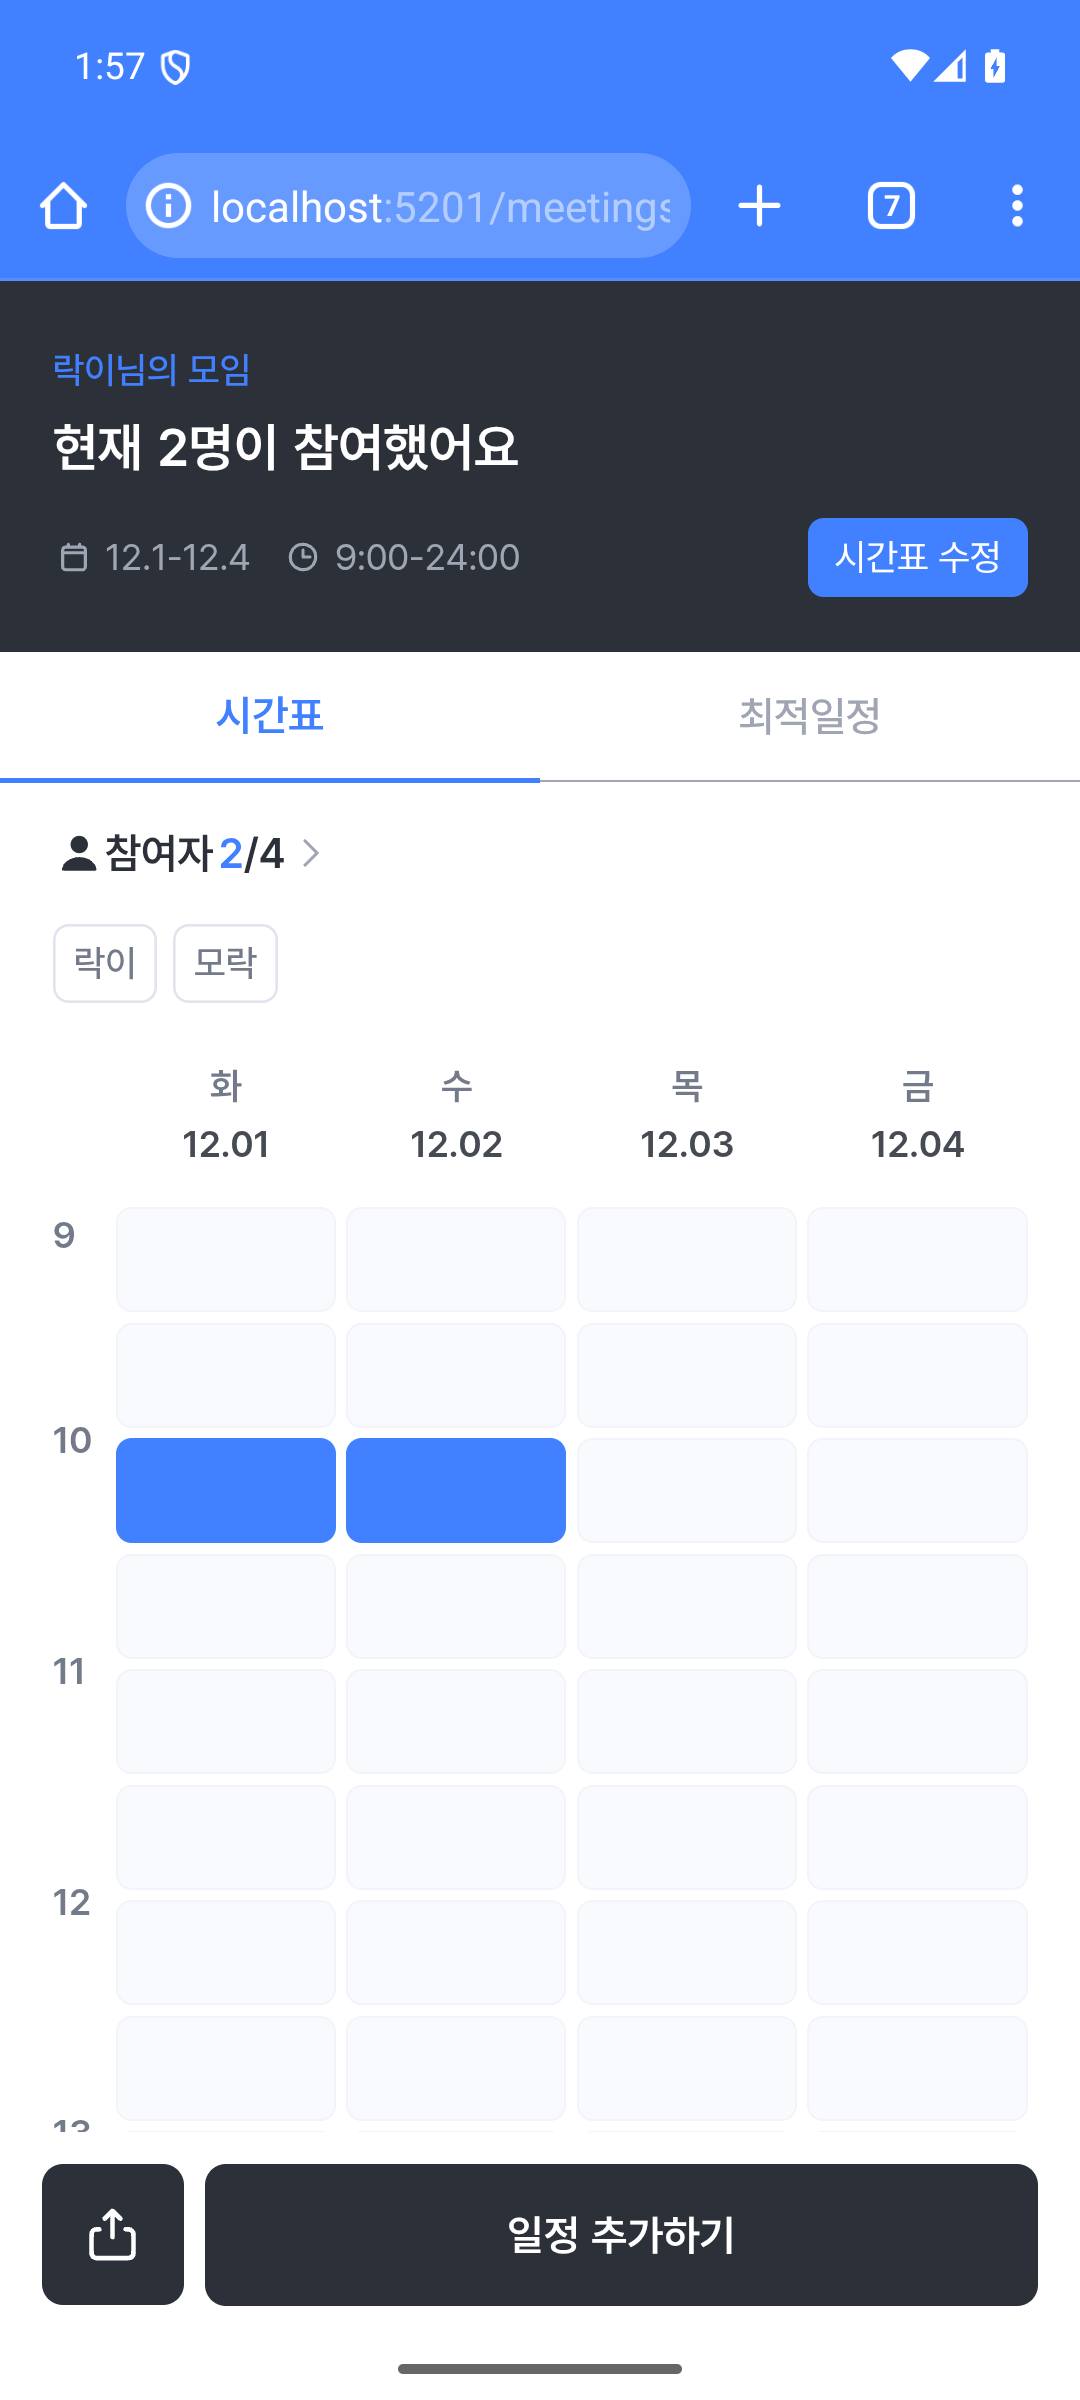 1:57
localhost:5201/meetings
7
락이님의 모임
현재 2명이 참여했어요
12.1-12.4 9:00-24:00
시간표 수정
시간표 최적일정
참여자 2/4
락이 모락
화 수 목 금
12.01 12.02 12.03 12.04
9
10
11
12
13
일정 추가하기